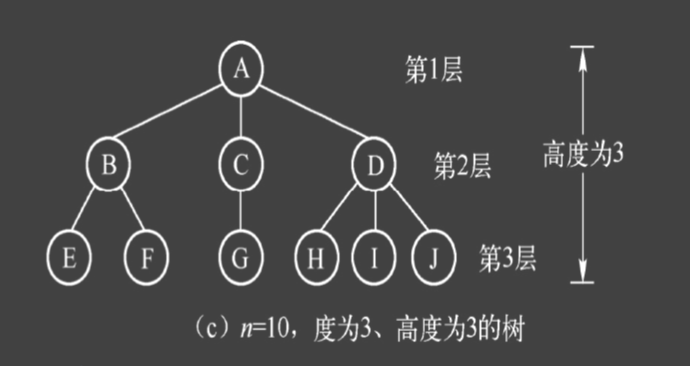 A
第1层
B
C
D
第2层
高度为3
E
F
G
H
I
J
第3层
(c) n=10，度为3、高度为3的树